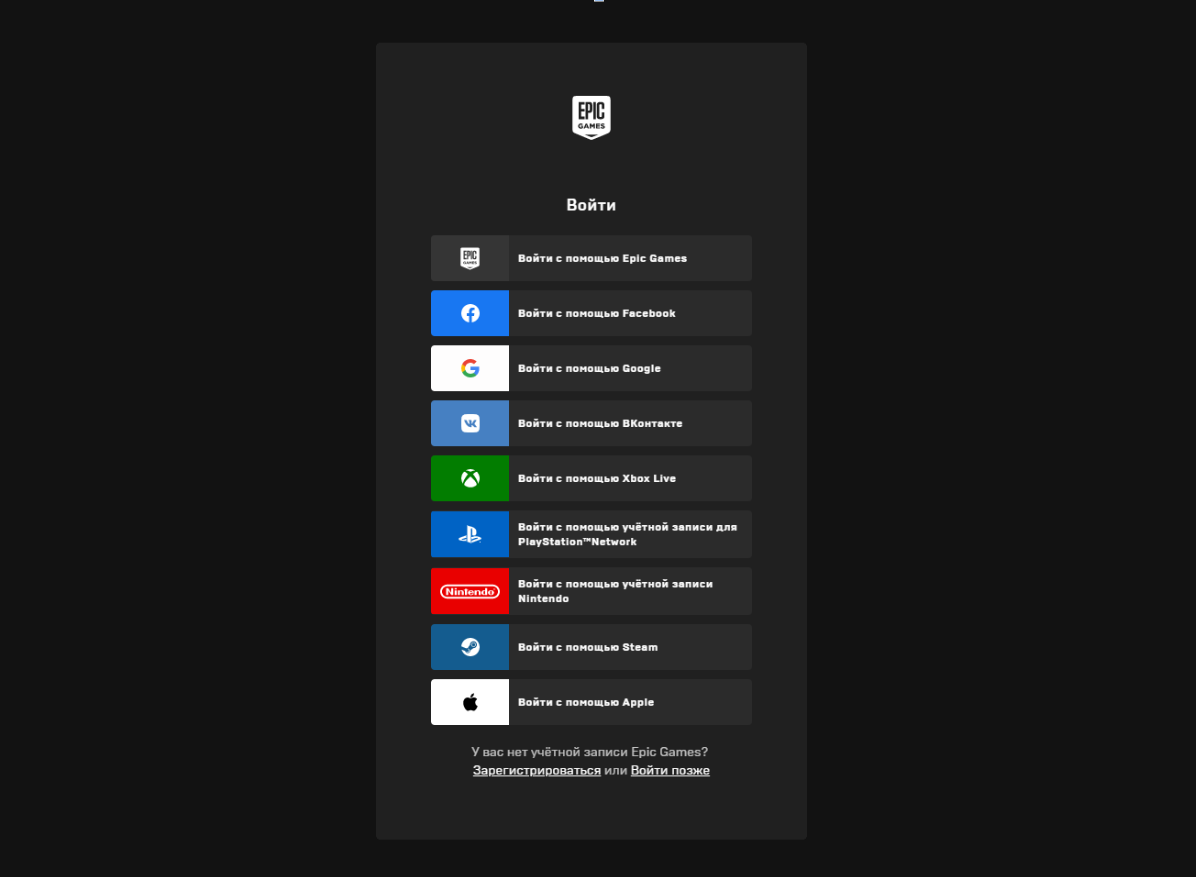 EPIC
GAMES
Войти
EPIC
GAMES
Войти с помощью Epic Games
Войти с помощью Facebook
Войти с помощью Google
Войти с помощью ВКонтакте
Войти с помощью Xbox Live
Войти с помощью учётной записи для
PlayStation™Network
Nintendo
Войти с помощью учётной записи
Nintendo
Войти с помощью Steam
Войти с помощью Apple
У вас нет учётной записи Epic Games?
Зарегистрироваться или Войти позже